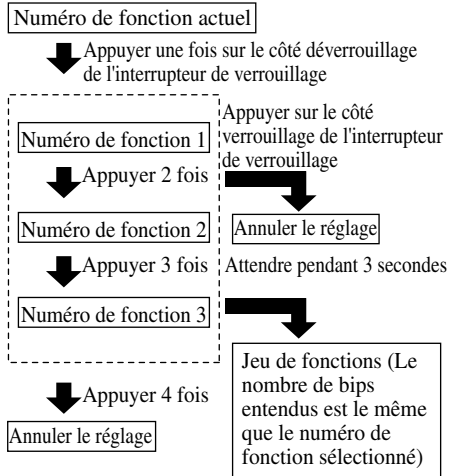 Numéro de fonction actuel
Appuyer une fois sur le côté déverrouillage
de l'interrupteur de verrouillage
Appuyer sur le côté
verrouillage de l'interrupteur
de verrouillage
Numéro de fonction 1
Appuyer 2 fois
Numéro de fonction 2
Annuler le réglage
Appuyer 3 fois
Attendre pendant 3 secondes
Numéro de fonction 3
Jeu de fonctions (Le
nombre de bips
entendus est le même
que le numéro de
fonction sélectionné)
Appuyer 4 fois
Annuler le réglage